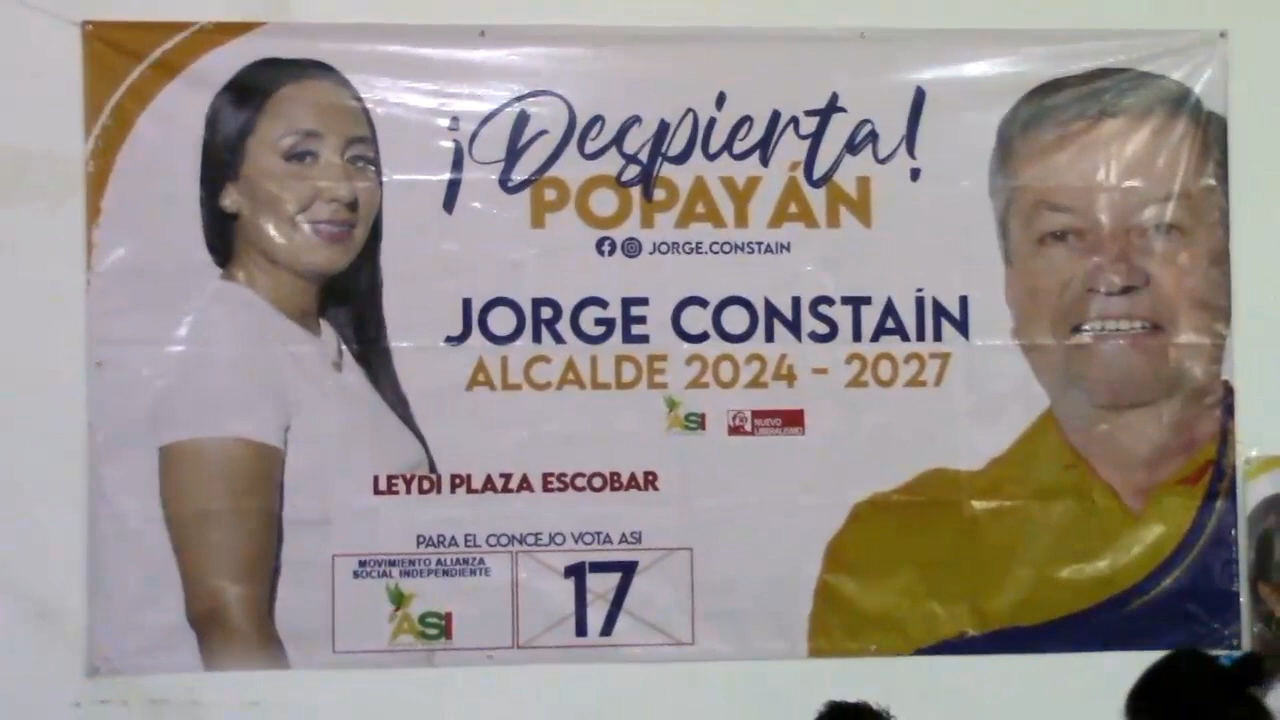 ¡Despierta!
POPAYÁN
JORGE.CONSTAIN
JORGE CONSTAÍN
ALCALDE 2024 - 2027
ASI
NUEVO
LIBERALISMO
LEYDI PLAZA ESCOBAR
PARA EL CONCEJO VOTA ASI
MOVIMIENTO ALIANZA
SOCIAL INDEPENDIENTE
ASI
17